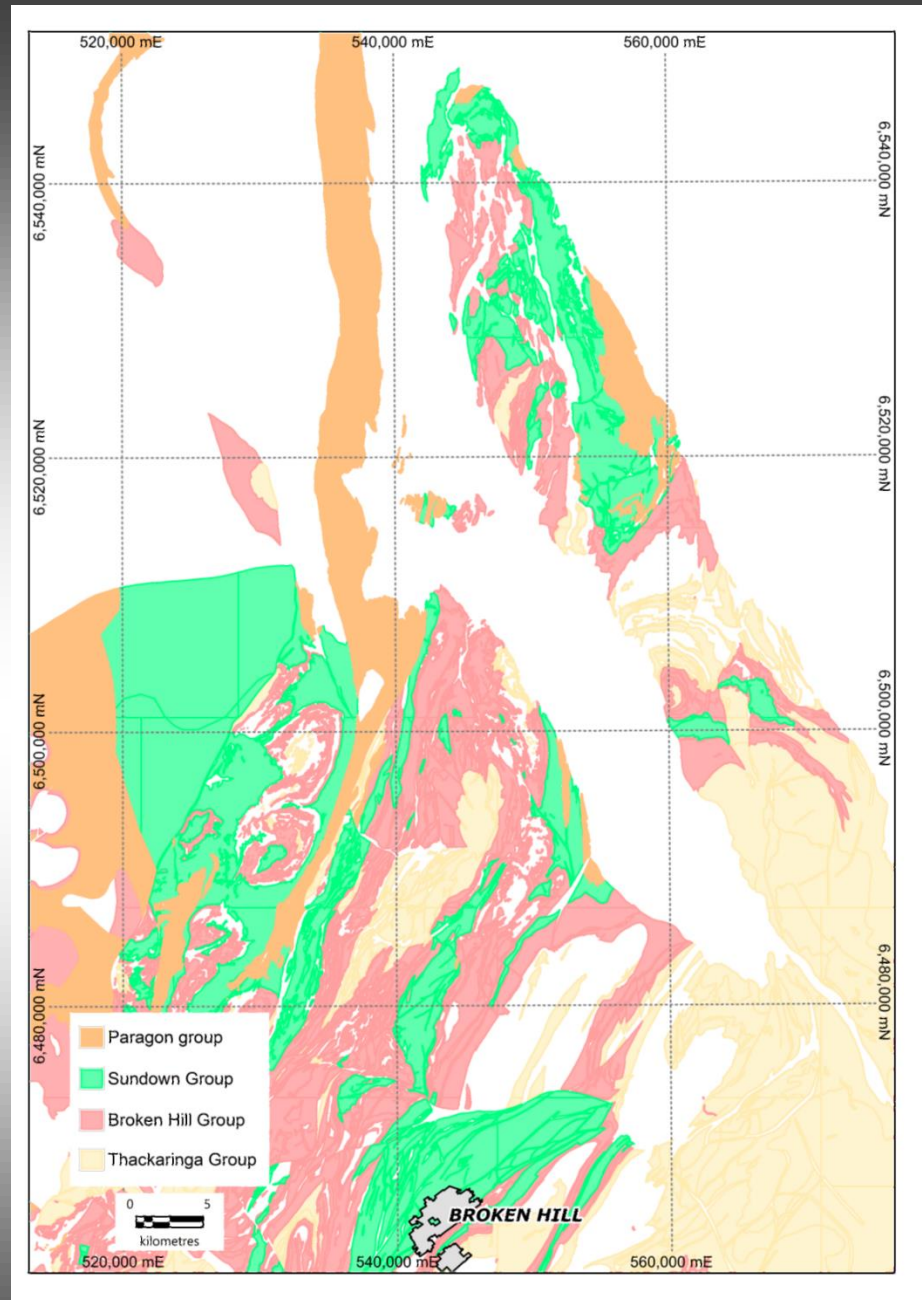 520,000 mE
540,000 mE
560,000 mE
6,540,000 mN
6,540,000 mN
6,520,000 mN
6,520,000 mN
6,500,000 mN
6,500,000 mN
6,480,000 mN
6,480,000 mN
Paragon group
Sundown Group
Broken Hill Group
Thackaringa Group
0 5
kilometres
BROKEN HILL
520,000 mE
540,000 mE
560,000 mE